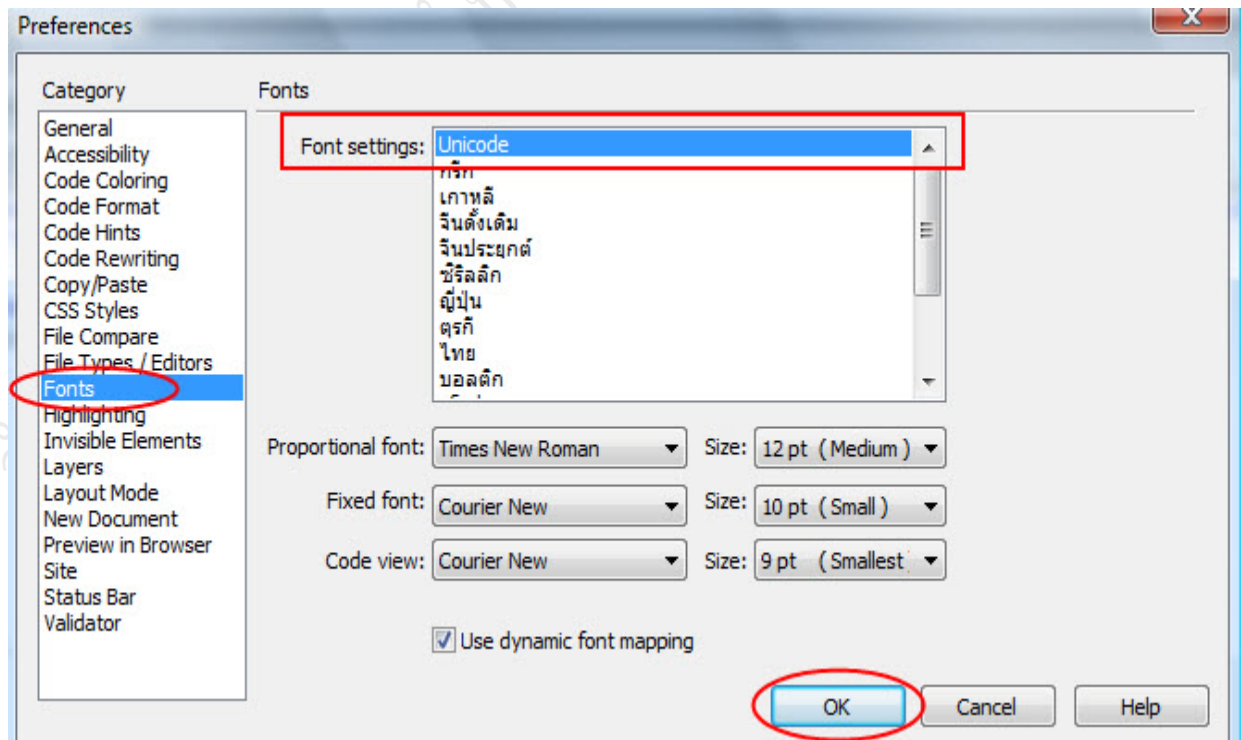 Preferences
Category
General
Accessibility
Code Coloring
Code Format
Code Hints
Code Rewriting
Copy/Paste
CSS Styles
File Compare
File Types / Editors
Fonts
Highlighting
Invisible Elements
Layers
Layout Mode
New Document
Preview in Browser
Site
Status Bar
Validator
Fonts
Font settings: Unicode
กรีก
เกาหลี
จีนดั้งเดิม
จีนประยุกต์
ซีริลลิก
ญี่ปุ่น
ตุรกี
ไทย
บอลติก
Proportional font: Times New Roman Size: 12 pt ( Medium )
Fixed font: Courier New Size: 10 pt ( Small )
Code view: Courier New Size: 9 pt ( Smallest
Use dynamic font mapping
OK Cancel Help